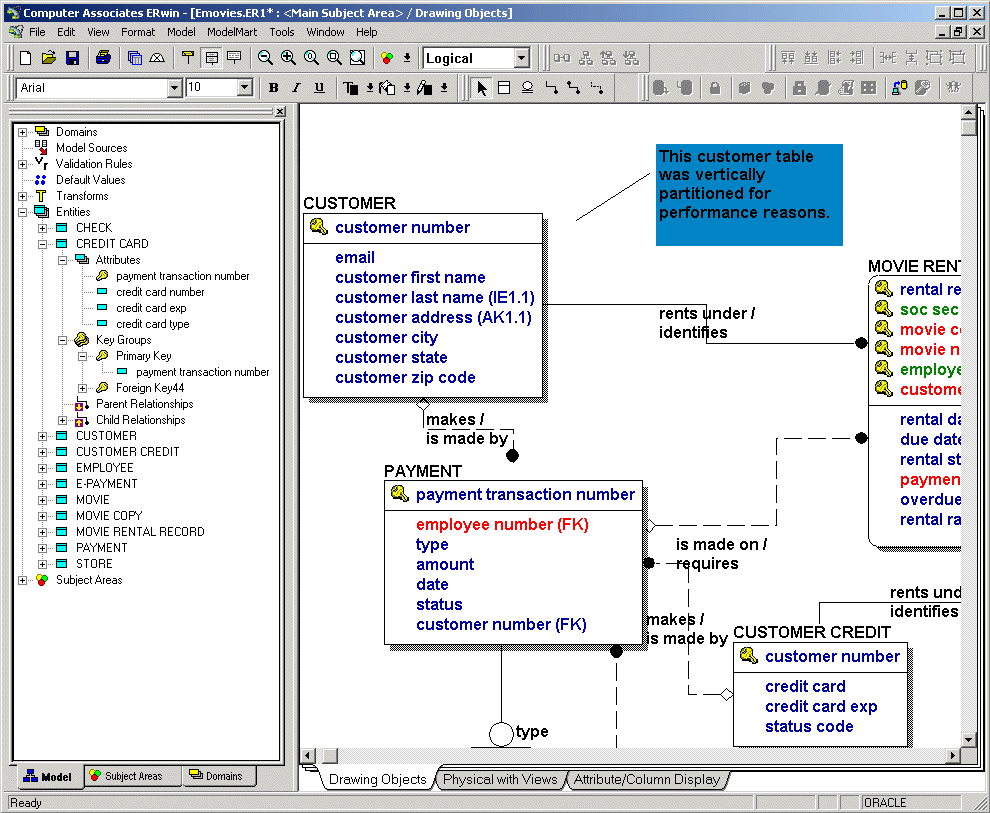 Computer Associates ERwin - [Emovies.ER1* : <Main Subject Area> / Drawing Objects]
File Edit View Format Model ModelMart Tools Window Help
Logical
Arial 10 B I U
Domains
Model Sources
Validation Rules
Default Values
Transforms
Entities
CHECK
CREDIT CARD
Attributes
payment transaction number
credit card number
credit card exp
credit card type
Key Groups
Primary Key
payment transaction number
Foreign Key44
Parent Relationships
Child Relationships
CUSTOMER
CUSTOMER CREDIT
EMPLOYEE
E-PAYMENT
MOVIE
MOVIE COPY
MOVIE RENTAL RECORD
PAYMENT
STORE
Subject Areas
Model Subject Areas Domains
This customer table
was vertically
partitioned for
performance reasons.
CUSTOMER
customer number
email
customer first name
customer last name (IE1.1)
customer address (AK1.1)
customer city
customer state
customer zip code
rents under /
identifies
MOVIE RENT
rental re
soc sec
movie co
movie n
employe
custome
rental da
due date
rental st
paymen
overdue
rental ra
makes /
is made by
PAYMENT
payment transaction number
employee number (FK)
type
amount
date
status
customer number (FK)
is made on /
requires
makes /
is made by
rents und
identifies
CUSTOMER CREDIT
customer number
credit card
credit card exp
status code
type
Drawing Objects Physical with Views Attribute/Column Display
Ready ORACLE